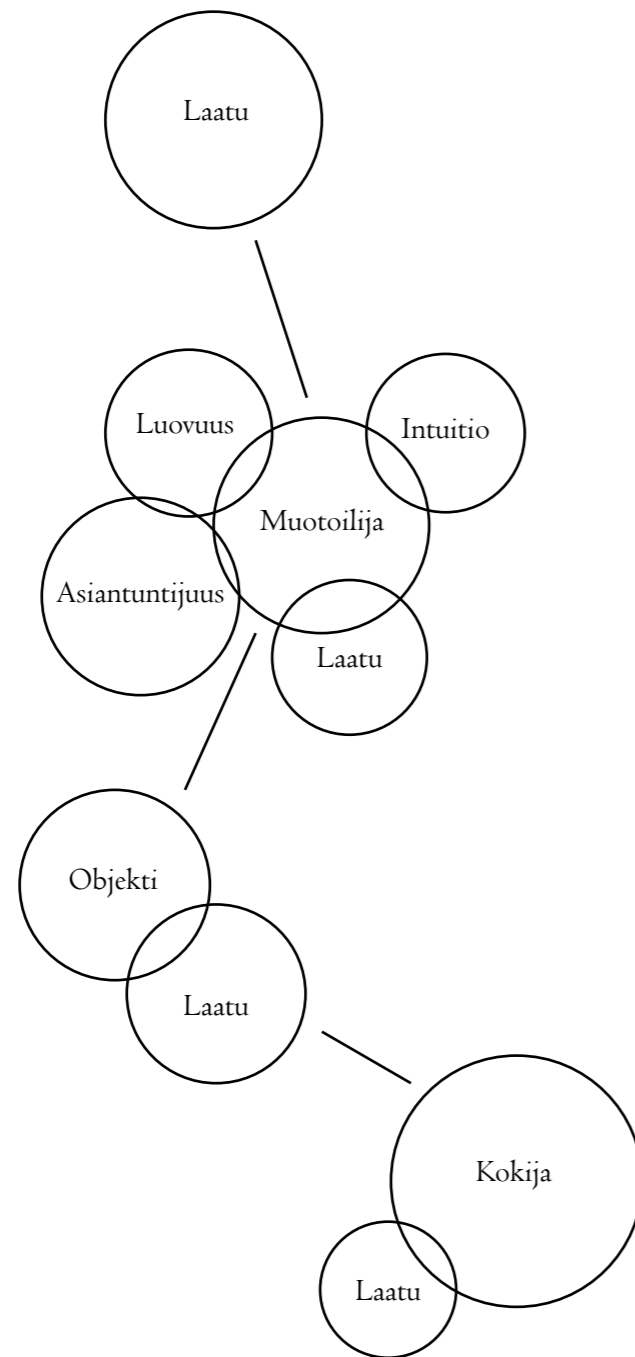 Laatu
Luovuus
Intuitio
Muotoilija
Asiantuntijuus
Laatu
Objekti
Laatu
Kokija
Laatu